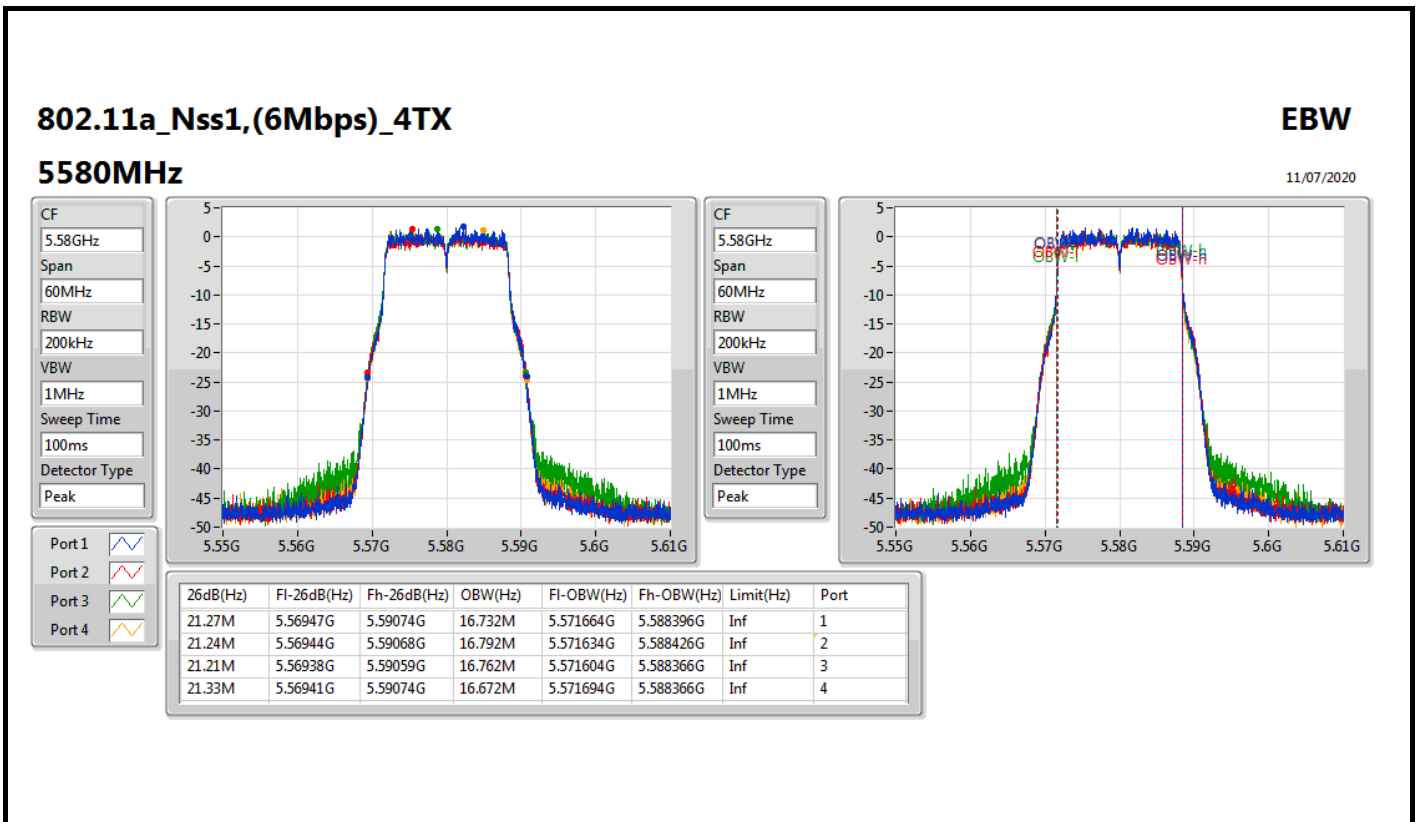 802.11a_Nss1,(6Mbps)_4TX
EBW
5580MHz
11/07/2020
CF
5.58GHz
Span
60MHz
RBW
200kHz
VBW
1MHz
Sweep Time
100ms
Detector Type
Peak
5
0
-5
-10
-15
-20
-25
-30
-35
-40
-45
-50
5.55G 5.56G 5.57G 5.58G 5.59G 5.6G 5.61G
CF
5.58GHz
Span
60MHz
RBW
200kHz
VBW
1MHz
Sweep Time
100ms
Detector Type
Peak
5
0
-5
-10
-15
-20
-25
-30
-35
-40
-45
-50
OBW-l
OBW-h
5.55G 5.56G 5.57G 5.58G 5.59G 5.6G 5.61G
Port 1
Port 2
Port 3
Port 4
26dB(Hz) Fl-26dB(Hz) Fh-26dB(Hz) OBW(Hz) Fl-OBW(Hz) Fh-OBW(Hz) Limit(Hz) Port
21.27M 5.56947G 5.59074G 16.732M 5.571664G 5.588396G Inf 1
21.24M 5.56944G 5.59068G 16.792M 5.571634G 5.588426G Inf 2
21.21M 5.56938G 5.59059G 16.762M 5.571604G 5.588366G Inf 3
21.33M 5.56941G 5.59074G 16.672M 5.571694G 5.588366G Inf 4